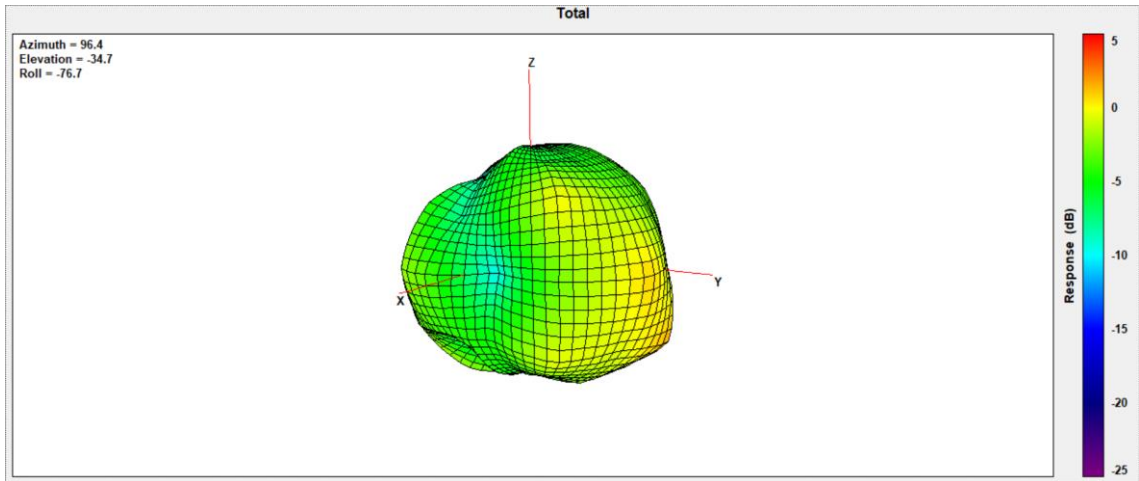 Total
Azimuth = 96.4
Elevation = -34.7
Roll = -76.7
Z
Y
X
5
0
-5
-10
-15
-20
-25
Response (dB)